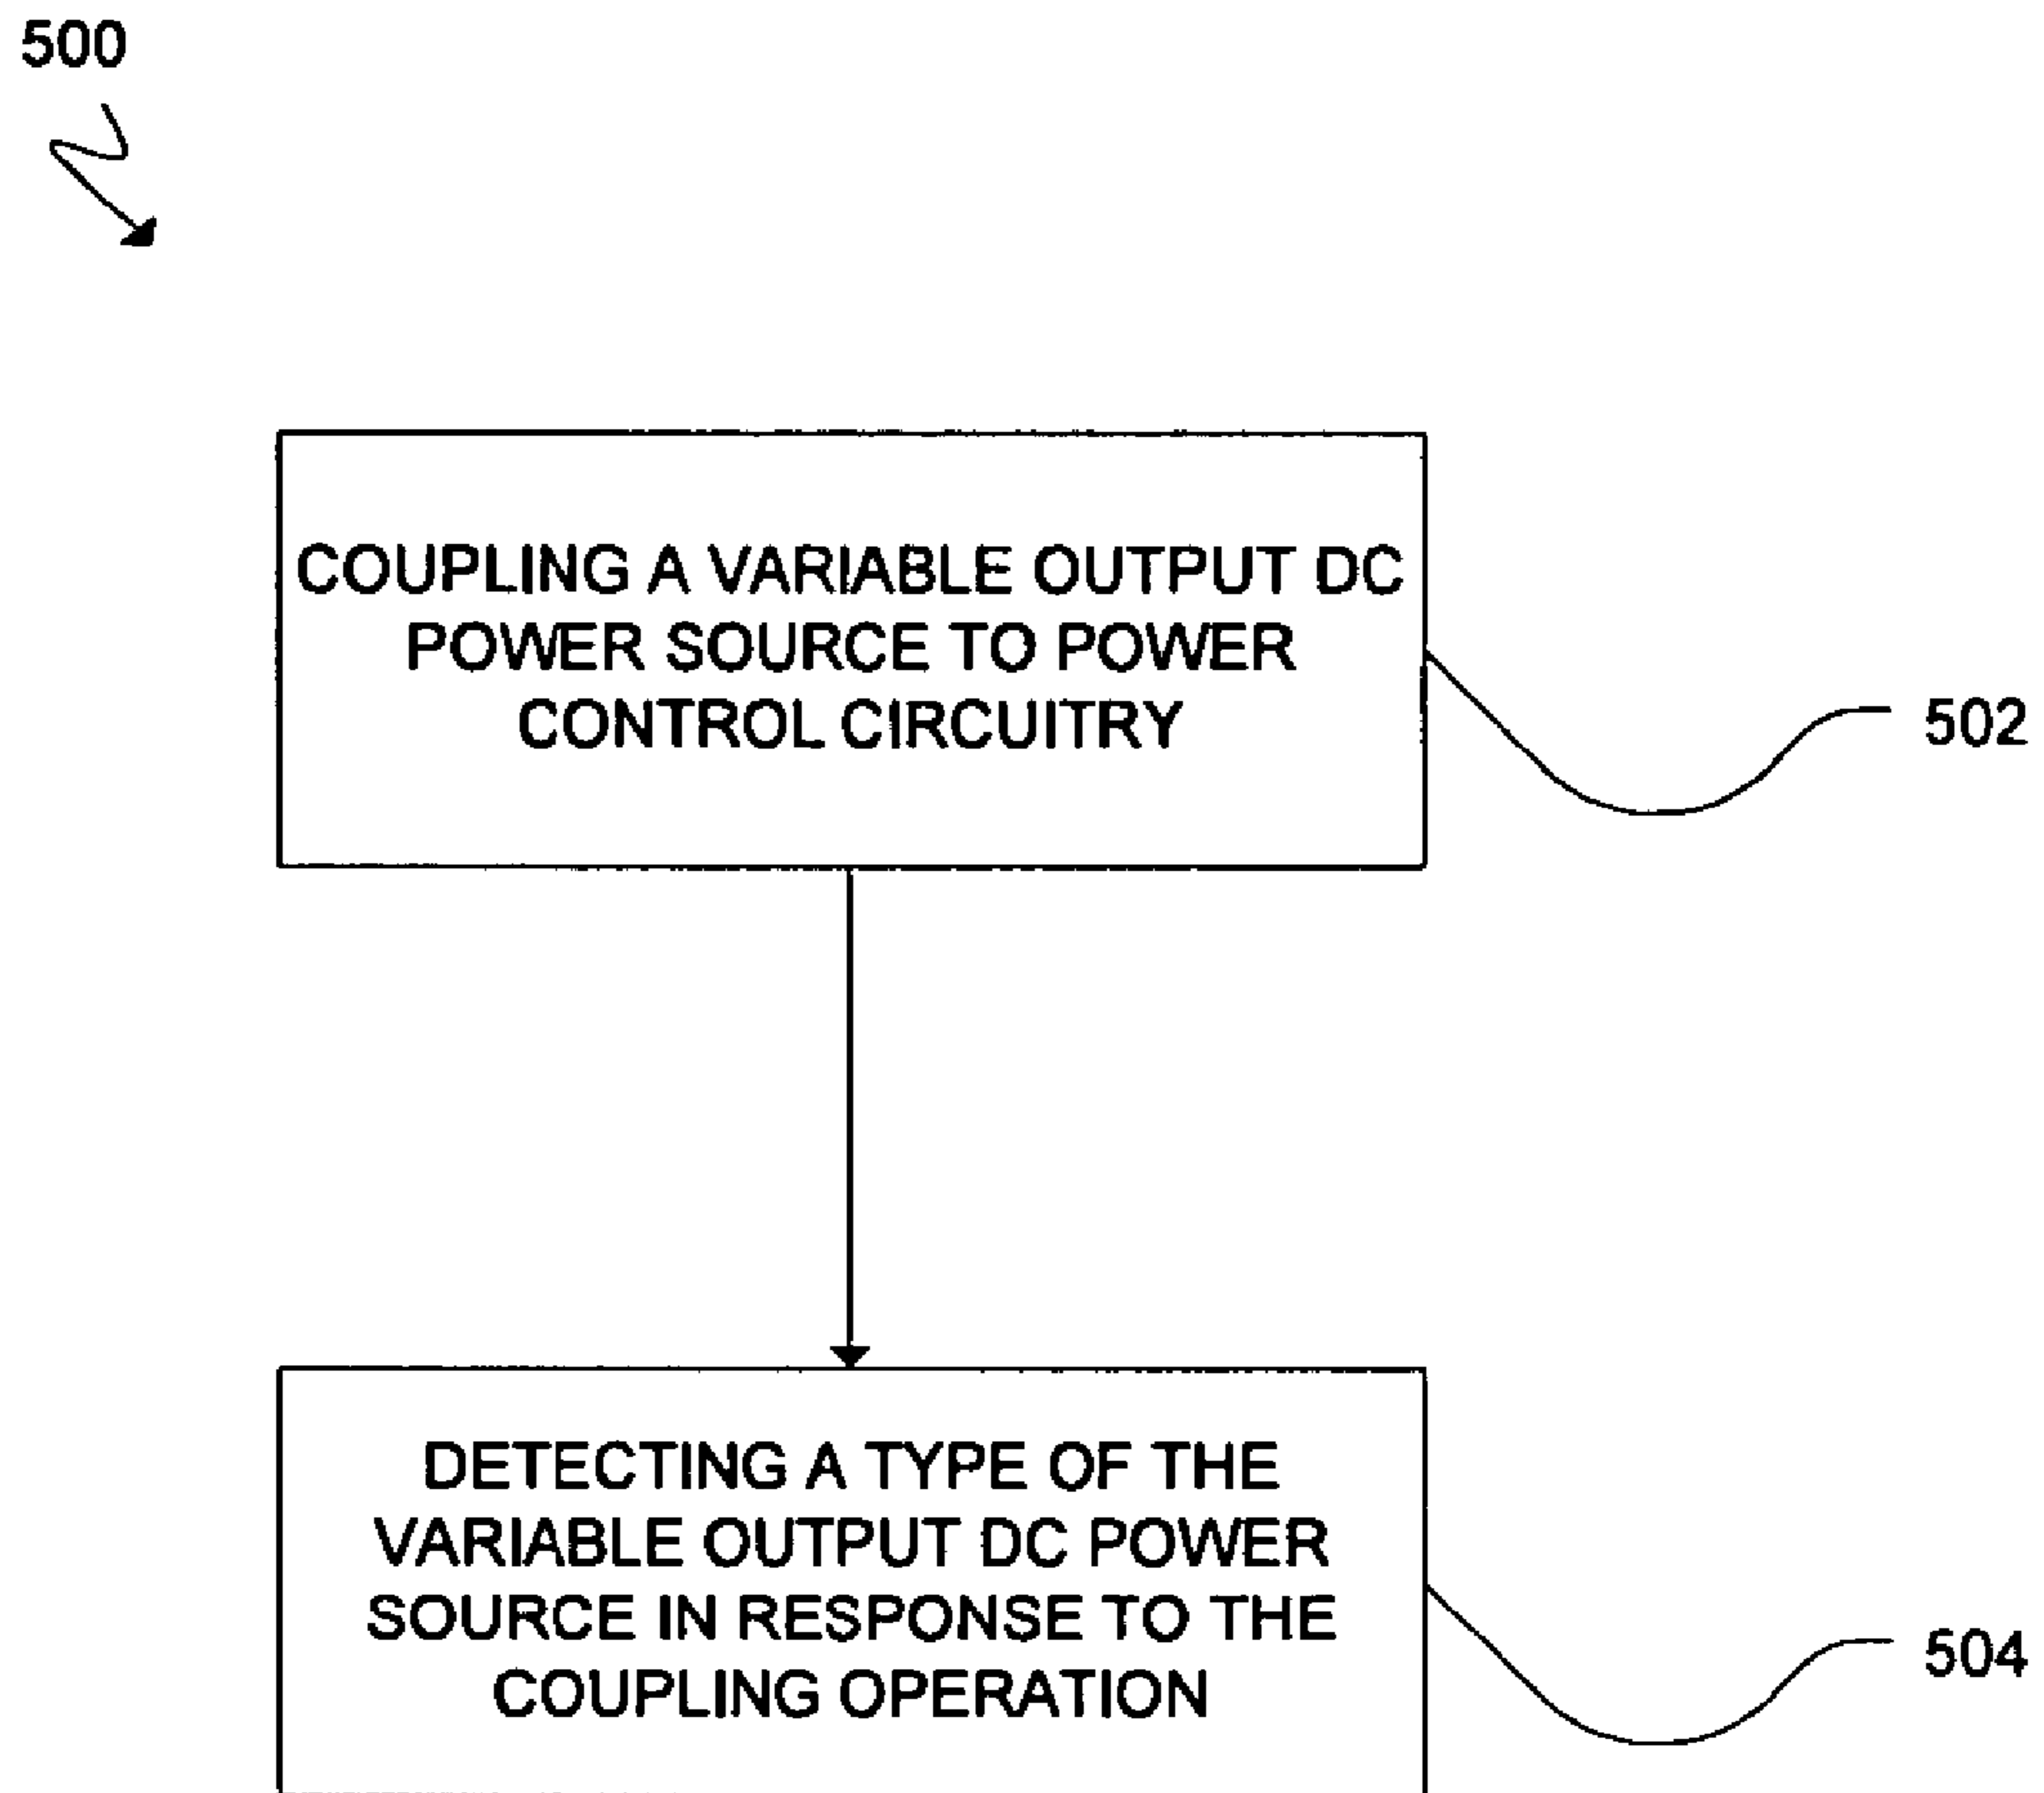 500
COUPLING A VARIABLE OUTPUT DC
POWER SOURCE TO POWER
CONTROL CIRCUITRY
502
DETECTING A TYPE OF THE
VARIABLE OUTPUT DC POWER
SOURCE IN RESPONSE TO THE
COUPLING OPERATION
504